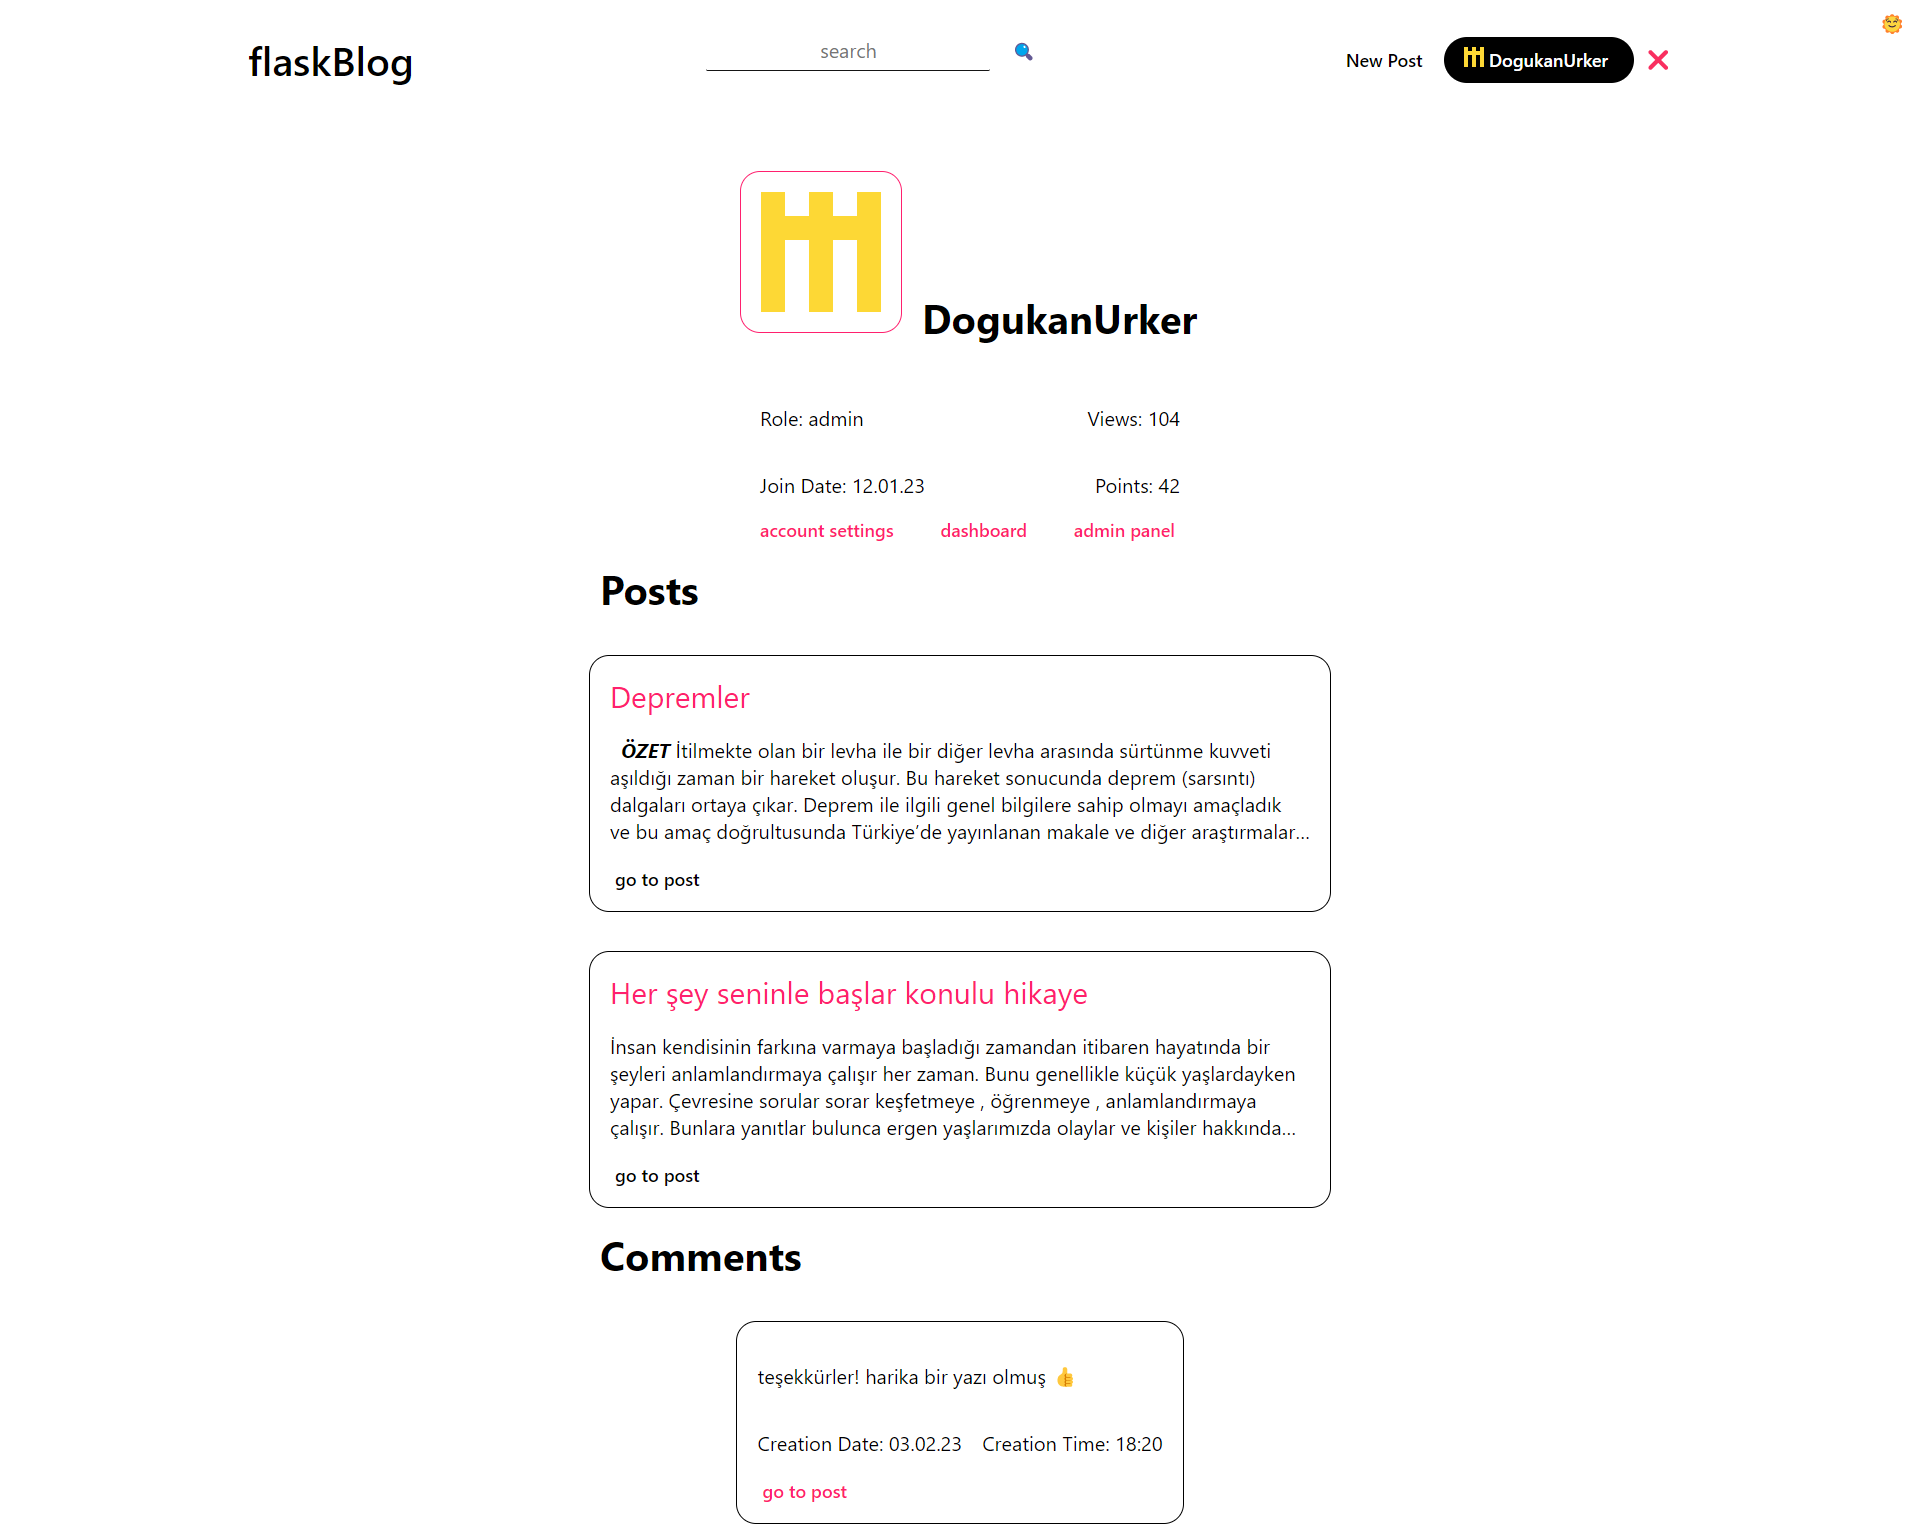 flaskBlog
search
New Post
DogukanUrker
DogukanUrker
Role: admin
Views: 104
Join Date: 12.01.23
Points: 42
account settings
dashboard
admin panel
Posts
Depremler
ÖZET İtilmekte olan bir levha ile bir diğer levha arasında sürtünme kuvveti
aşıldığı zaman bir hareket oluşur. Bu hareket sonucunda deprem (sarsıntı)
dalgaları ortaya çıkar. Deprem ile ilgili genel bilgilere sahip olmayı amaçladık
ve bu amaç doğrultusunda Türkiye’de yayınlanan makale ve diğer araştırmalar...
go to post
Her şey seninle başlar konulu hikaye
İnsan kendisinin farkına varmaya başladığı zamandan itibaren hayatında bir
şeyleri anlamlandırmaya çalışır her zaman. Bunu genellikle küçük yaşlardayken
yapar. Çevresine sorular sorar keşfetmeye , öğrenmeye , anlamlandırmaya
çalışır. Bunlara yanıtlar bulunca ergen yaşlarımızda olaylar ve kişiler hakkında...
go to post
Comments
teşekkürler! harika bir yazı olmuş 👍
Creation Date: 03.02.23
Creation Time: 18:20
go to post